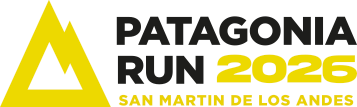 PATAGONIA
RUN 2026
SAN MARTIN DE LOS ANDES